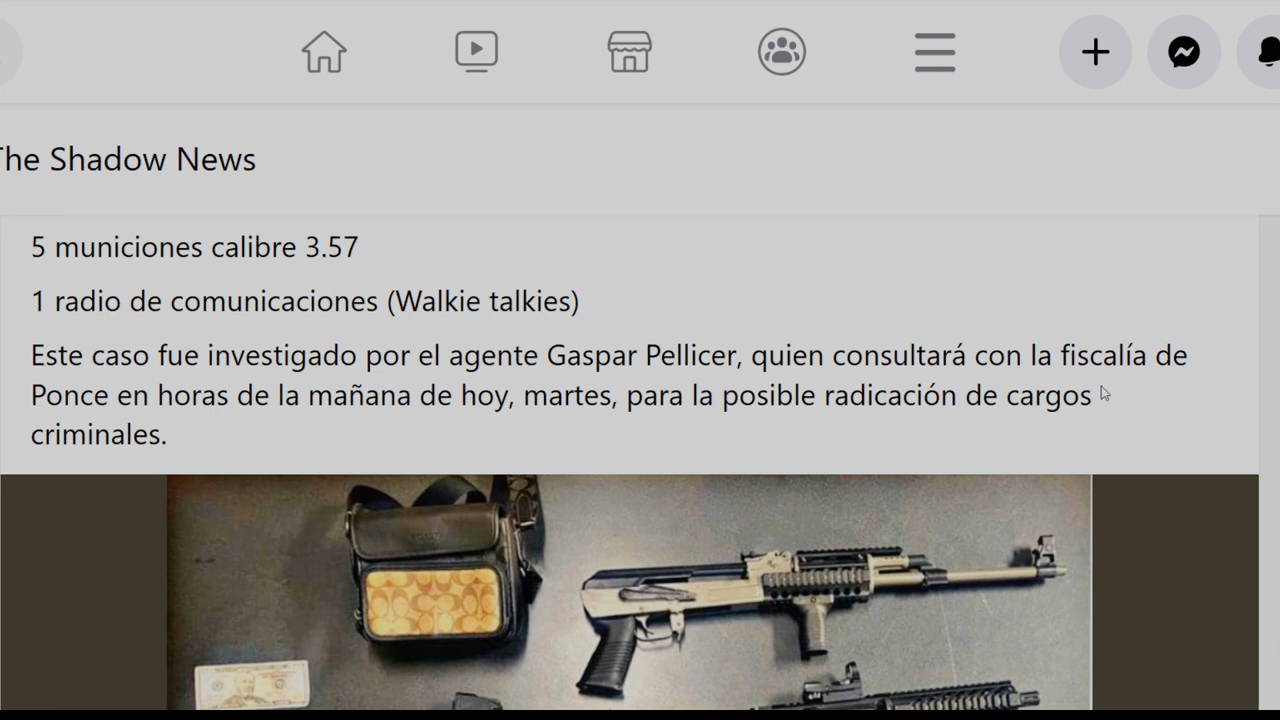 The Shadow News
5 municiones calibre 3.57
1 radio de comunicaciones (Walkie talkies)
Este caso fue investigado por el agente Gaspar Pellicer, quien consultará con la fiscalía de
Ponce en horas de la mañana de hoy, martes, para la posible radicación de cargos
criminales.